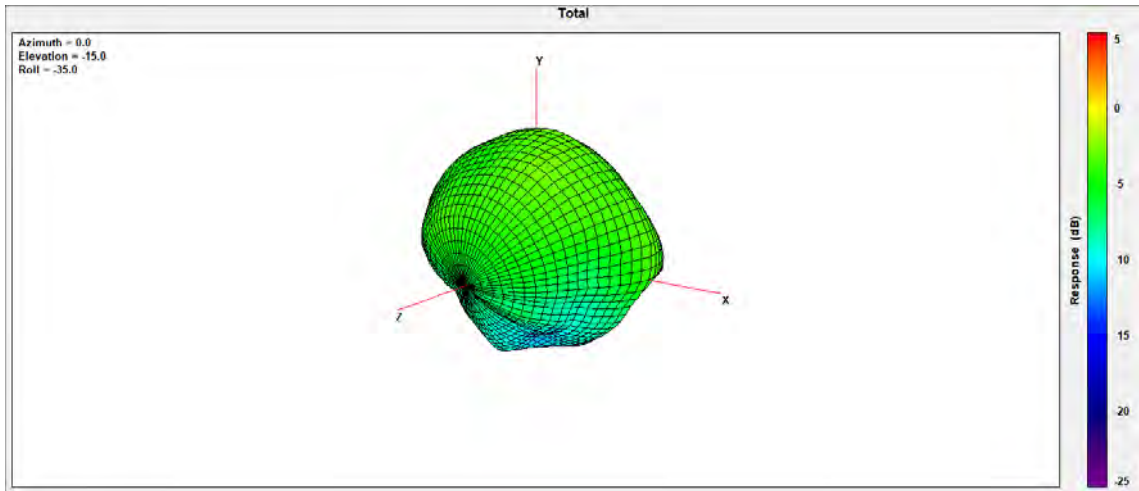 Total
Azimuth = 0.0
Elevation = -15.0
Roll = -35.0
Y
X
Z
5
0
-5
-10
-15
-20
-25
Response (dB)